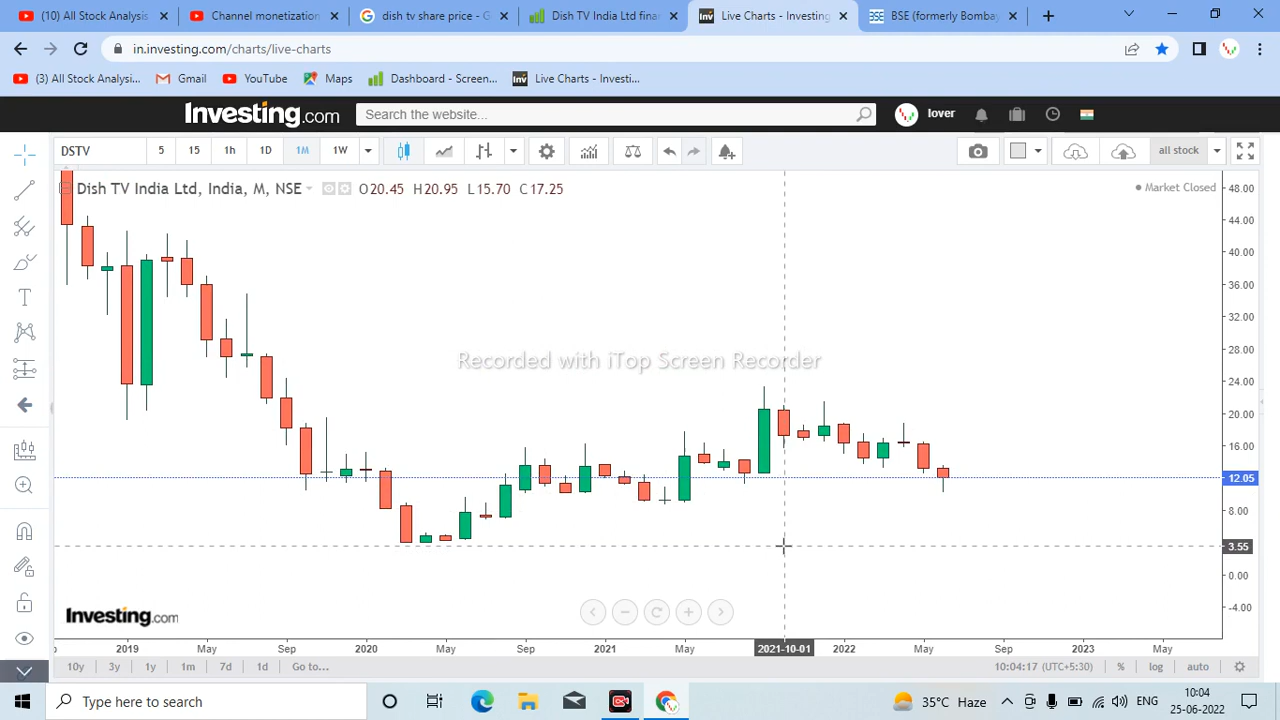 (10) All Stock Analysis
Channel monetization
dish tv share price - G
Dish TV India Ltd finan
Live Charts - Investing
BSE (formerly Bombay
in.investing.com/charts/live-charts
(3) All Stock Analysi...
Gmail
YouTube
Maps
Dashboard - Screen...
Live Charts - Investi...
Investing.com
Search the website...
lover
DSTV
5
15
1h
1D
1M
1W
all stock
Dish TV India Ltd, India, M, NSE
O20.45 H20.95 L15.70 C17.25
Market Closed
48.00
44.00
40.00
36.00
32.00
28.00
24.00
20.00
16.00
12.05
8.00
3.55
0.00
-4.00
Recorded with iTop Screen Recorder
Investing.com
2019
May
Sep
2020
May
Sep
2021
May
2021-10-01
2022
May
Sep
2023
May
10y
3y
1y
1m
7d
1d
Go to...
10:04:17 (UTC+5:30)
%
log
auto
Type here to search
35°C Haze
ENG
10:04
25-06-2022